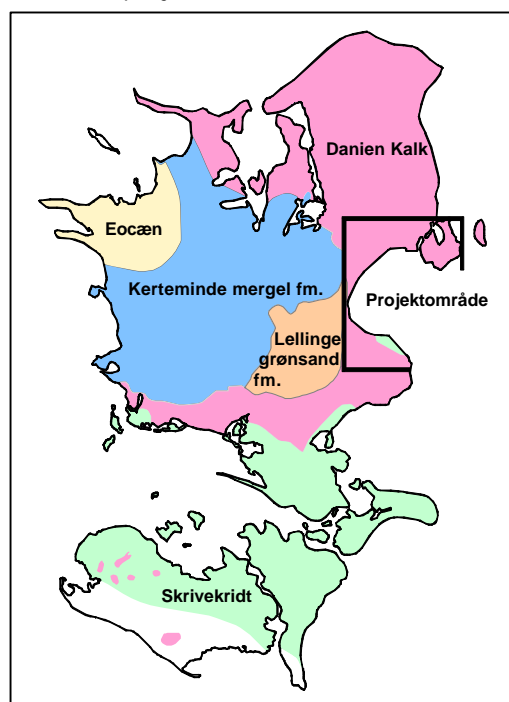 Danien Kalk
Eocæn
Kerteminde mergel fm.
Projektområde
Lellinge
grønsand
fm.
Skrivekridt